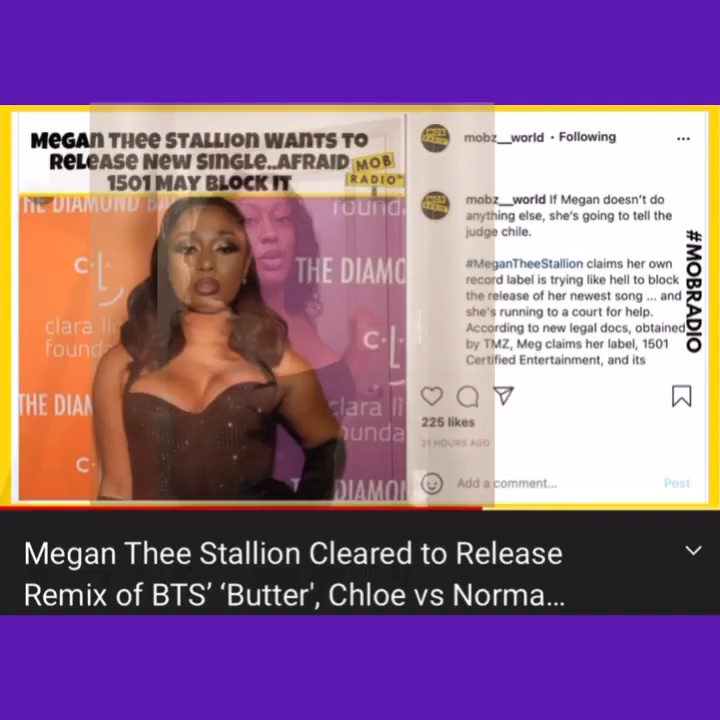 MEGAN THEE STALLION WANTS TO
RELEASE NEW SINGLE..AFRAID
1501 MAY BLOCK IT
MOB
RADIO
THE DIAMO
clara li
found
THE DIAN
found
THE DIAMO
clara li
ounda
DIAMO
mobz__world • Following
mobz__world If Megan doesn't do
anything else, she's going to tell the
judge chile.
#MeganTheeStallion claims her own
record label is trying like hell to block
the release of her newest song ... and
she's running to a court for help.
According to new legal docs, obtained
by TMZ, Meg claims her label, 1501
Certified Entertainment, and its
#MOBRADIO
225 likes
21 HOURS AGO
Add a comment...
Post
Megan Thee Stallion Cleared to Release
Remix of BTS' 'Butter', Chloe vs Norma...